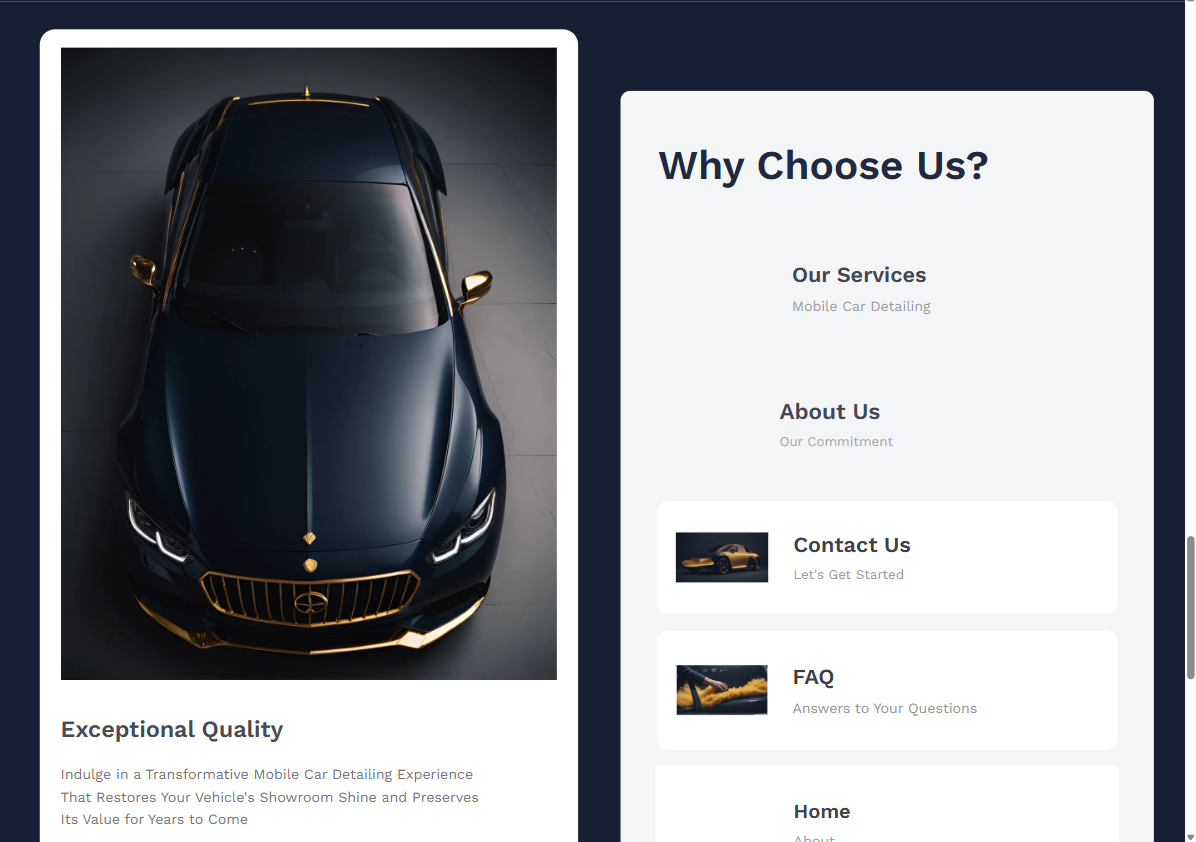 Exceptional Quality
Indulge in a Transformative Mobile Car Detailing Experience
That Restores Your Vehicle's Showroom Shine and Preserves
Its Value for Years to Come
Why Choose Us?
Our Services
Mobile Car Detailing
About Us
Our Commitment
Contact Us
Let's Get Started
FAQ
Answers to Your Questions
Home
About